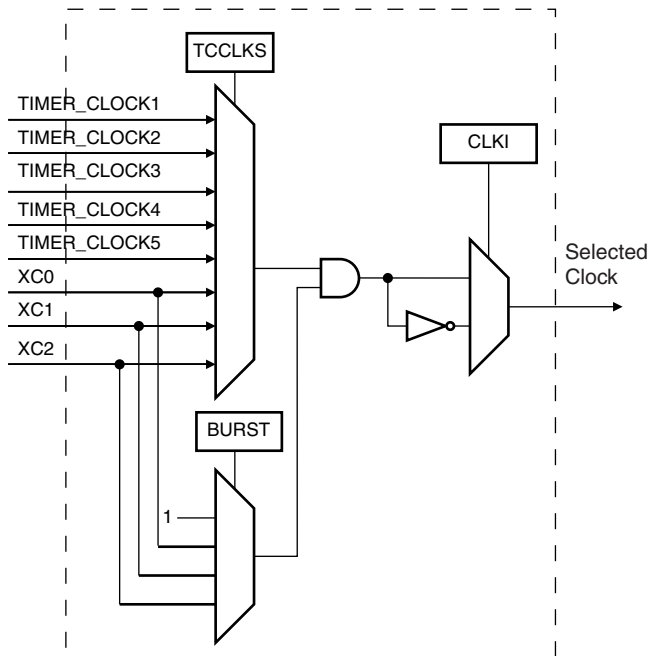 TCCLKS
TIMER_CLOCK1
TIMER_CLOCK2
TIMER_CLOCK3
TIMER_CLOCK4
TIMER_CLOCK5
XC0
XC1
XC2
CLKI
Selected
Clock
BURST
1